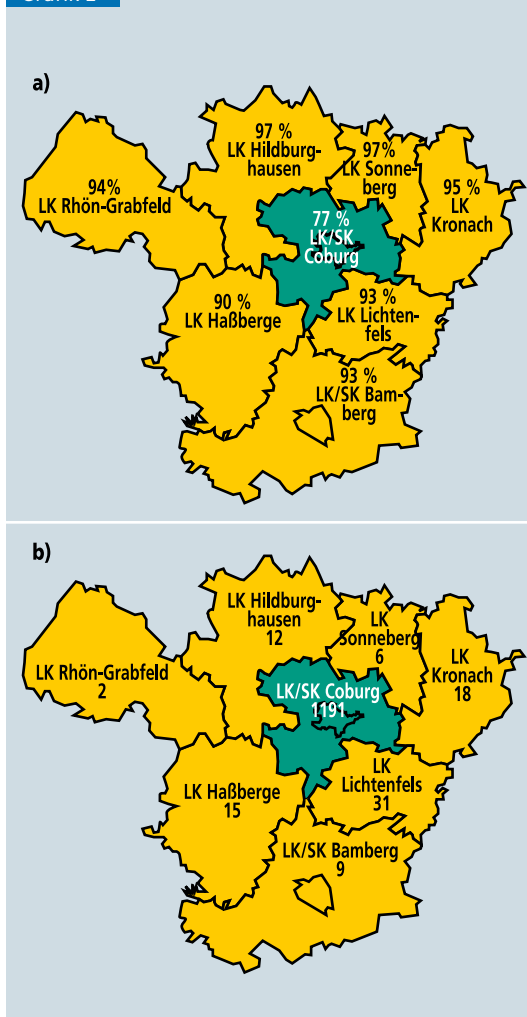 a)
97 %
LK Hildburg-
hausen
97%
LK Sonne-
berg
95 %
LK
Kronach
94%
LK Rhön-Grabfeld
77 %
LK/SK
Coburg
90 %
LK Haßberge
93 %
LK Lichten-
fels
93 %
LK/SK Bam-
berg
b)
LK Hildburg-
hausen
12
LK
Sonneberg
6
LK
Kronach
18
LK Rhön-Grabfeld
2
LK/SK Coburg
1191
LK Haßberge
15
LK
Lichtenfels
31
LK/SK Bamberg
9